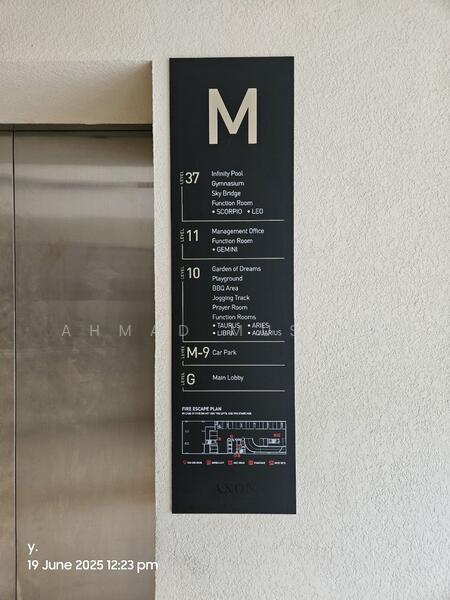 M
LEVEL 37
Infinity Pool
Gymnasium
Sky Bridge
Function Room
• SCORPIO • LEO
LEVEL 11
Management Office
Function Room
• GEMINI
LEVEL 10
Garden of Dreams
Playground
BBQ Area
Jogging Track
Prayer Room
Function Rooms
• TAURUS • ARIES
• LIBRA • AQUARIUS
LEVEL M-9 Car Park
LEVEL G Main Lobby
FIRE ESCAPE PLAN
AXON
y.
19 June 2025 12:23 pm